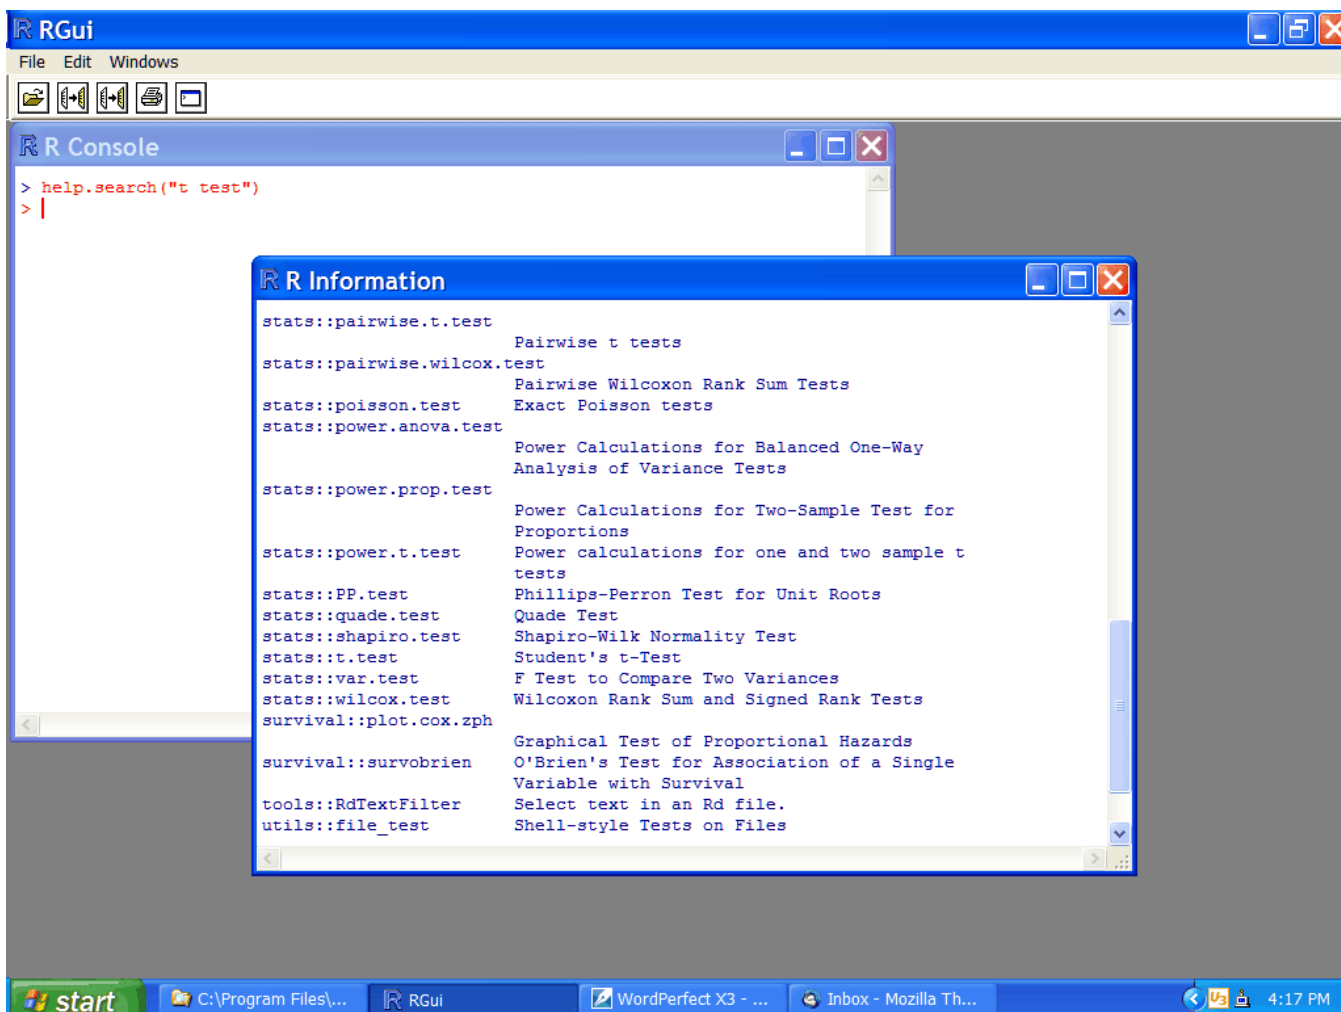 RGui
File Edit Windows
R Console
> help.search("t test")
>
R Information
stats::pairwise.t.test
Pairwise t tests
stats::pairwise.wilcox.test
Pairwise Wilcoxon Rank Sum Tests
stats::poisson.test Exact Poisson tests
stats::power.anova.test
Power Calculations for Balanced One-Way
Analysis of Variance Tests
stats::power.prop.test
Power Calculations for Two-Sample Test for
Proportions
stats::power.t.test Power calculations for one and two sample t
tests
stats::PP.test Phillips-Perron Test for Unit Roots
stats::quade.test Quade Test
stats::shapiro.test Shapiro-Wilk Normality Test
stats::t.test Student's t-Test
stats::var.test F Test to Compare Two Variances
stats::wilcox.test Wilcoxon Rank Sum and Signed Rank Tests
survival::plot.cox.zph
Graphical Test of Proportional Hazards
survival::survobrien O'Brien's Test for Association of a Single
Variable with Survival
tools::RdTextFilter Select text in an Rd file.
utils::file_test Shell-style Tests on Files
start C:\Program Files\... RGui WordPerfect X3 - ... Inbox - Mozilla Th... U3 4:17 PM